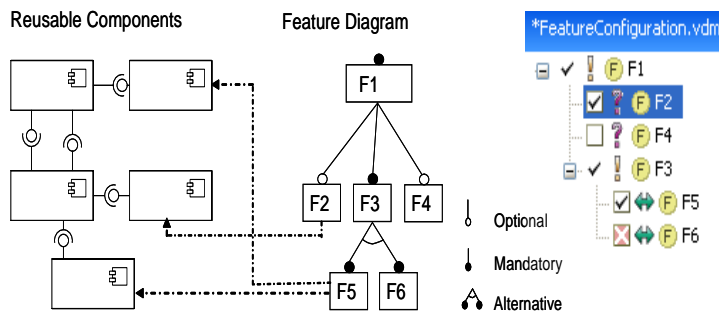 Reusable Components
Feature Diagram
F1
F2
F3
F4
F5
F6
Optional
Mandatory
Alternative
*FeatureConfiguration.vdm
! F F1
? F F2
? F F4
! F F3
F F5
F F6